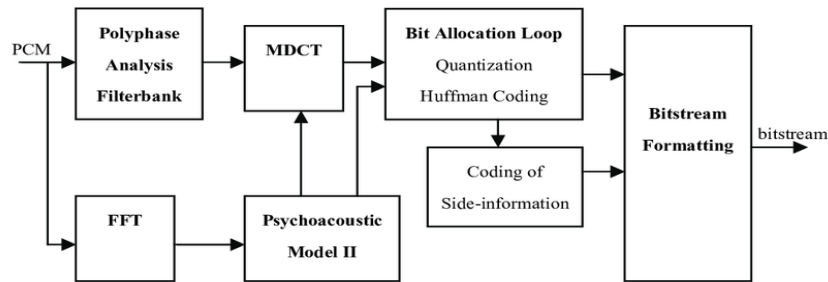 PCM
Polyphase
Analysis
Filterbank
MDCT
Bit Allocation Loop
Quantization
Huffman Coding
Bitstream
Formatting
bitstream
Coding of
Side-information
FFT
Psychoacoustic
Model II